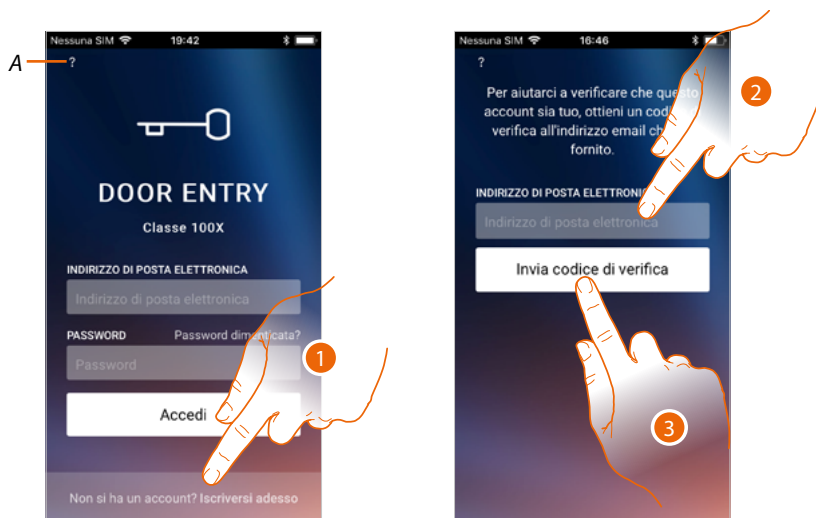 Nessuna SIM 19:42
A
?
DOOR ENTRY
Classe 100X
INDIRIZZO DI POSTA ELETTRONICA
Indirizzo di posta elettronica
PASSWORD Password dimenticata?
Password
1
Accedi
Non si ha un account? Iscriversi adesso
Nessuna SIM 16:46
?
Per aiutarci a verificare che questo
account sia tuo, ottieni un codice
verifica all'indirizzo email
fornito.
2
INDIRIZZO DI POSTA ELETTRONICA
Indirizzo di posta elettronica
Invia codice di verifica
3